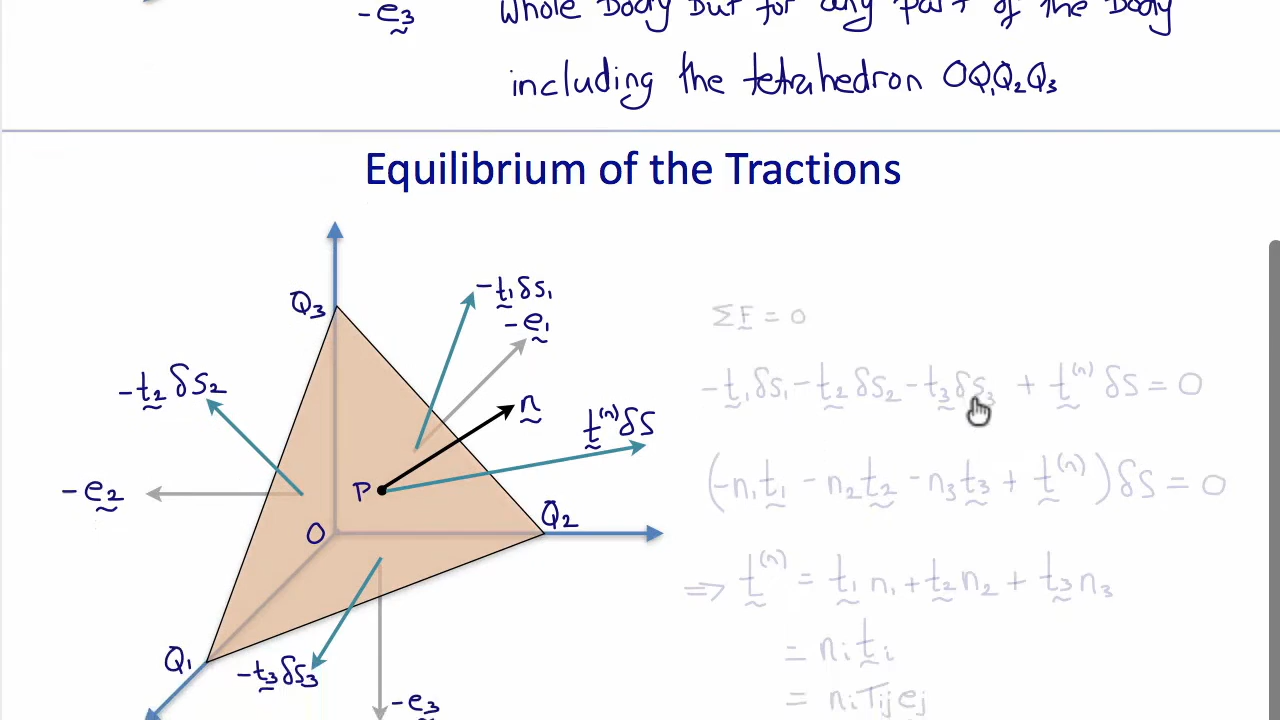 -e₃ whole body but for any part of the body
including the tetrahedron OQ₁Q₂Q₃
Equilibrium of the Tractions
Q₃
-t₁δs₁
-e₁
-t₂δs₂
n
t⁽ⁿ⁾δS
-e₂
P
O
Q₂
Q₁
-t₃δs₃
-e₃
ΣF = 0
-t₁δs₁ - t₂δs₂ - t₃δs₃ + t⁽ⁿ⁾δS = 0
(-n₁t₁ - n₂t₂ - n₃t₃ + t⁽ⁿ⁾)δS = 0
⇒ t⁽ⁿ⁾ = t₁n₁ + t₂n₂ + t₃n₃
= nᵢtᵢ
= nᵢTᵢⱼeⱼ